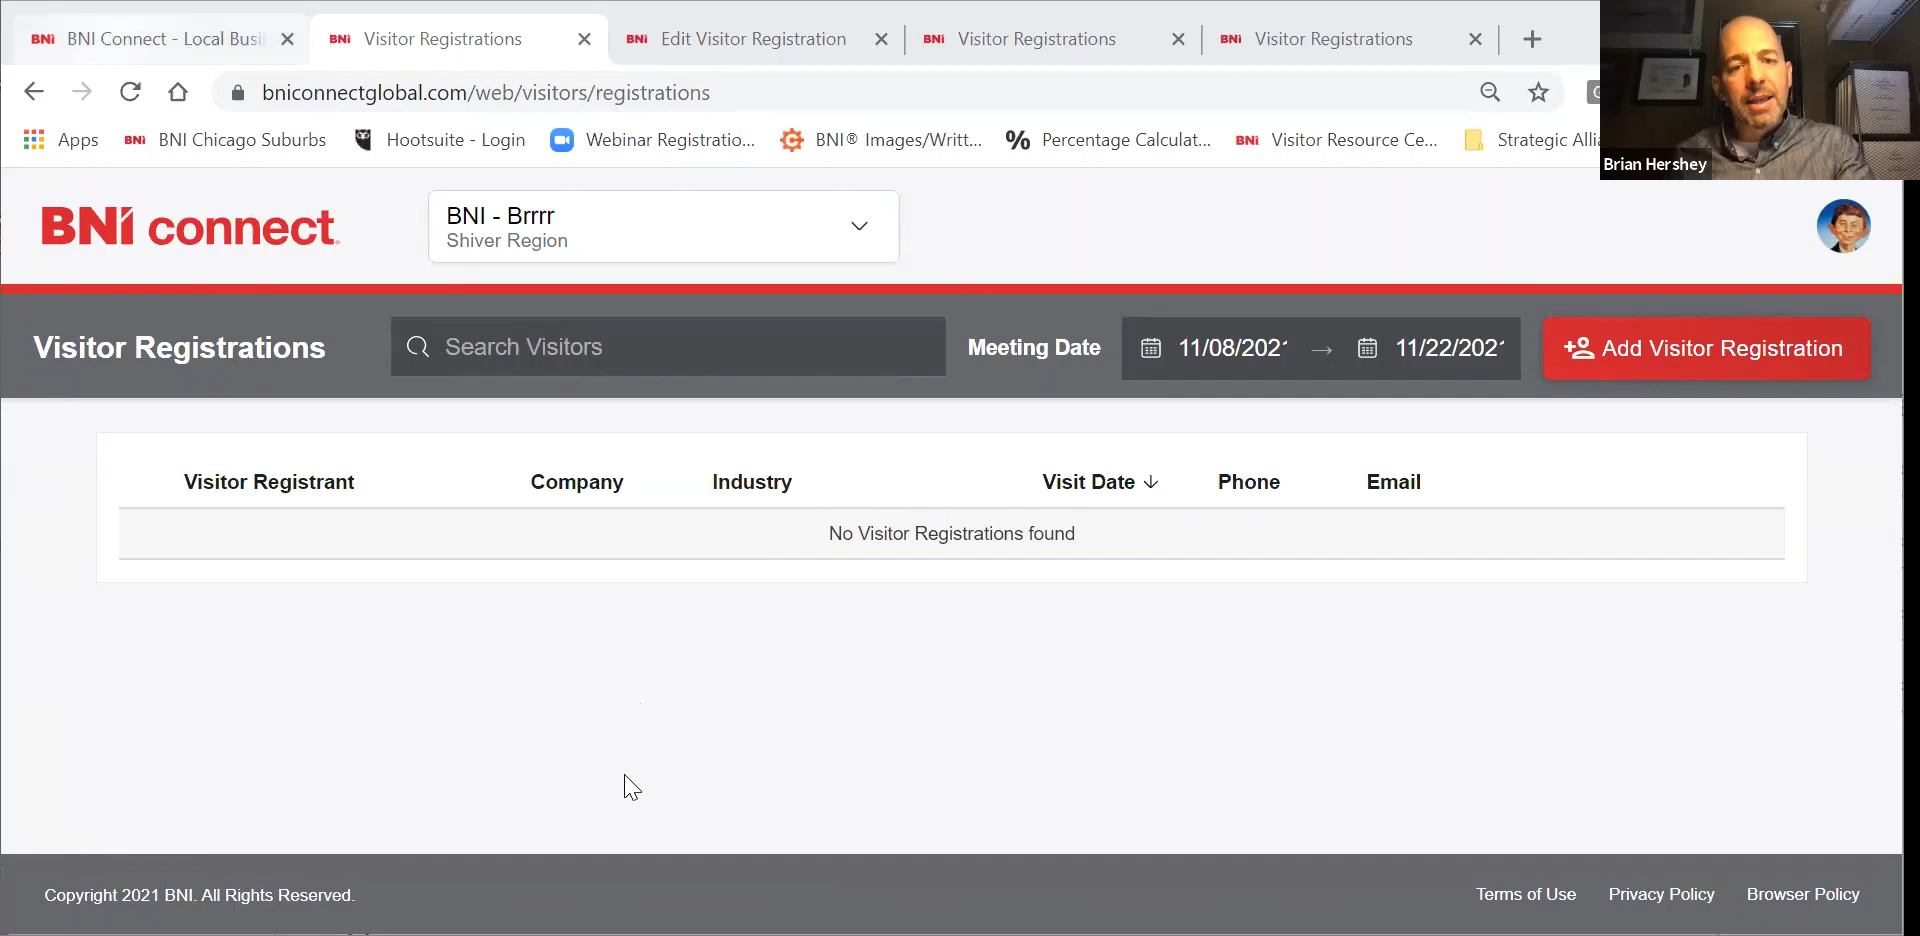 BNI BNI Connect - Local Busi
BNI Visitor Registrations
BNI Edit Visitor Registration
BNI Visitor Registrations
BNI Visitor Registrations
bniconnectglobal.com/web/visitors/registrations
Apps
BNI BNI Chicago Suburbs
Hootsuite - Login
Webinar Registratio...
BNI® Images/Writt...
% Percentage Calculat...
BNI Visitor Resource Ce...
Strategic Alli
Brian Hershey
BNI connect
BNI - Brrrr
Shiver Region
Visitor Registrations
Search Visitors
Meeting Date
11/08/2021
→
11/22/2021
Add Visitor Registration
Visitor Registrant Company Industry Visit Date ↓ Phone Email
No Visitor Registrations found
Copyright 2021 BNI. All Rights Reserved.
Terms of Use Privacy Policy Browser Policy